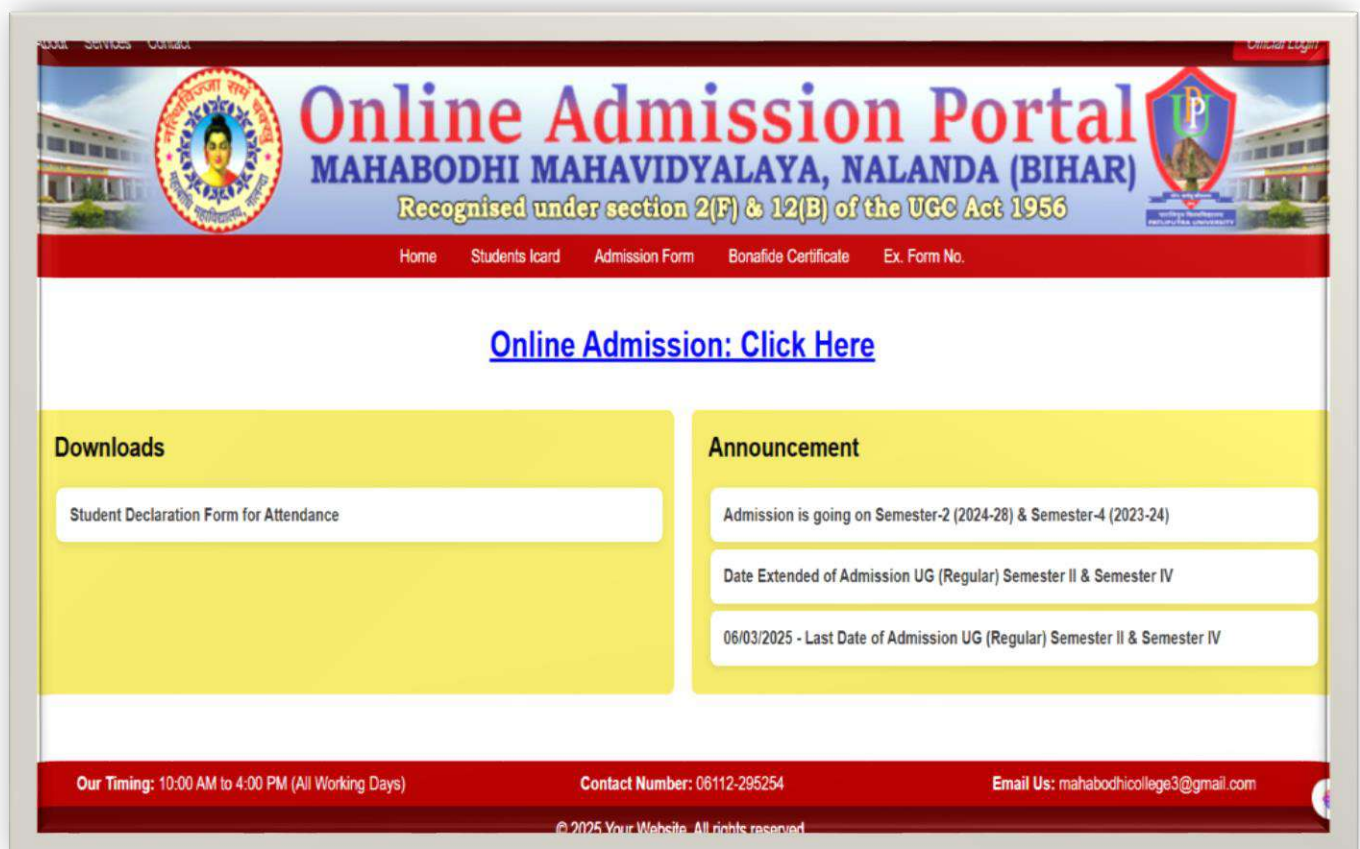 About Services Contact
Official Login
Online Admission Portal
MAHABODHI MAHAVIDYALAYA, NALANDA (BIHAR)
Recognised under section 2(F) & 12(B) of the UGC Act 1956
PATLIPUTRA UNIVERSITY
Home Students Icard Admission Form Bonafide Certificate Ex. Form No.
Online Admission: Click Here
Downloads
Student Declaration Form for Attendance
Announcement
Admission is going on Semester-2 (2024-28) & Semester-4 (2023-24)
Date Extended of Admission UG (Regular) Semester II & Semester IV
06/03/2025 - Last Date of Admission UG (Regular) Semester II & Semester IV
Our Timing: 10:00 AM to 4:00 PM (All Working Days) Contact Number: 06112-295254 Email Us: mahabodhicollege3@gmail.com
© 2025 Your Website. All rights reserved